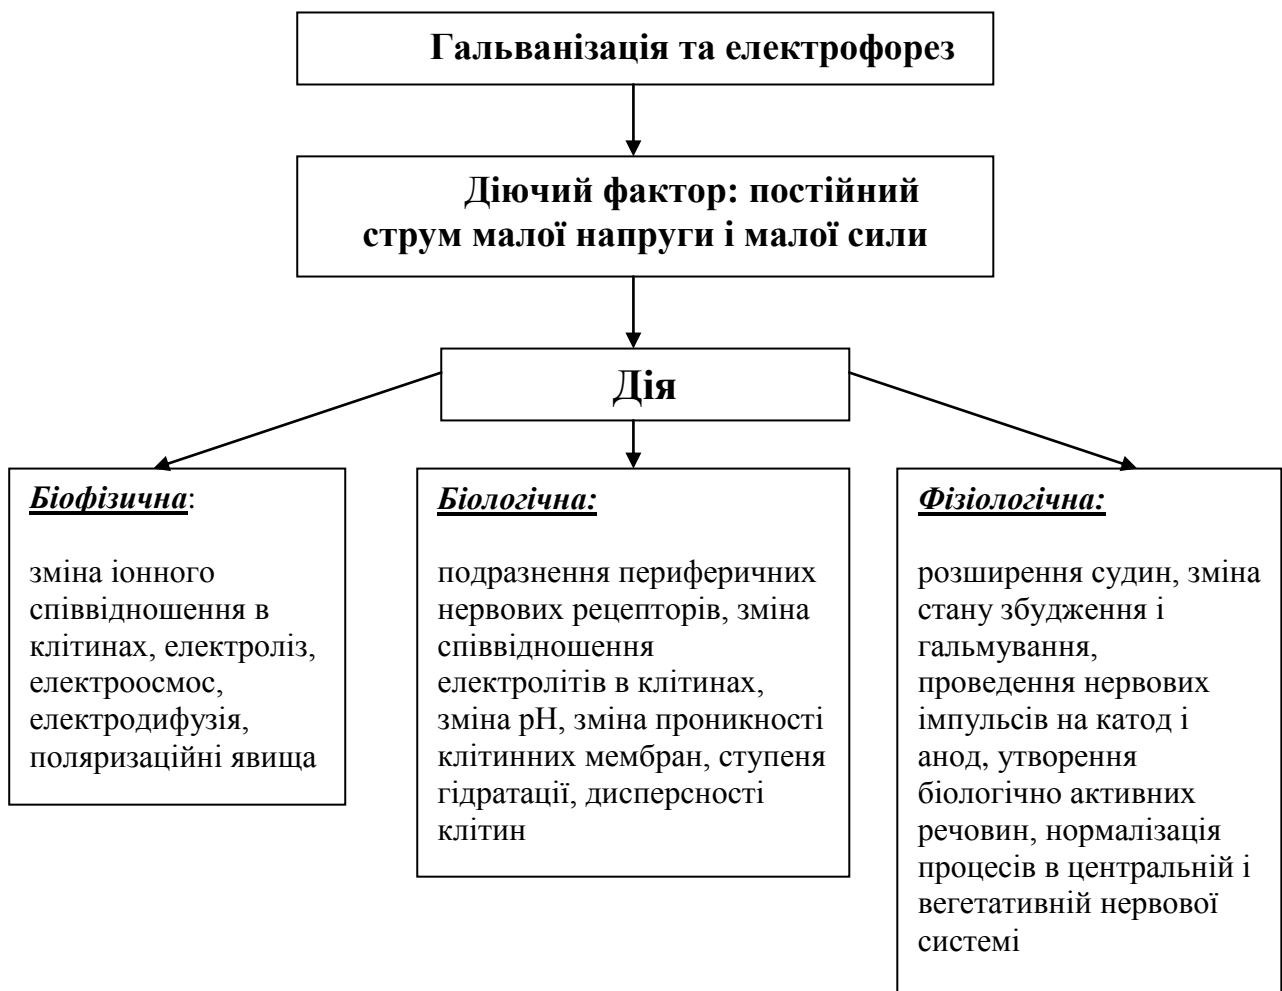 Гальванізація та електрофорез
Діючий фактор: постійний
струм малої напруги і малої сили
Дія
Біофізична:
зміна іонного
співвідношення в
клітинах, електроліз,
електроосмос,
електродифузія,
поляризаційні явища
Біологічна:
подразнення периферичних
нервових рецепторів, зміна
співвідношення
електролітів в клітинах,
зміна рН, зміна проникності
клітинних мембран, ступеня
гідратації, дисперсності
клітин
Фізіологічна:
розширення судин, зміна
стану збудження і
гальмування,
проведення нервових
імпульсів на катод і
анод, утворення
біологічно активних
речовин, нормалізація
процесів в центральній і
вегетативній нервової
системі